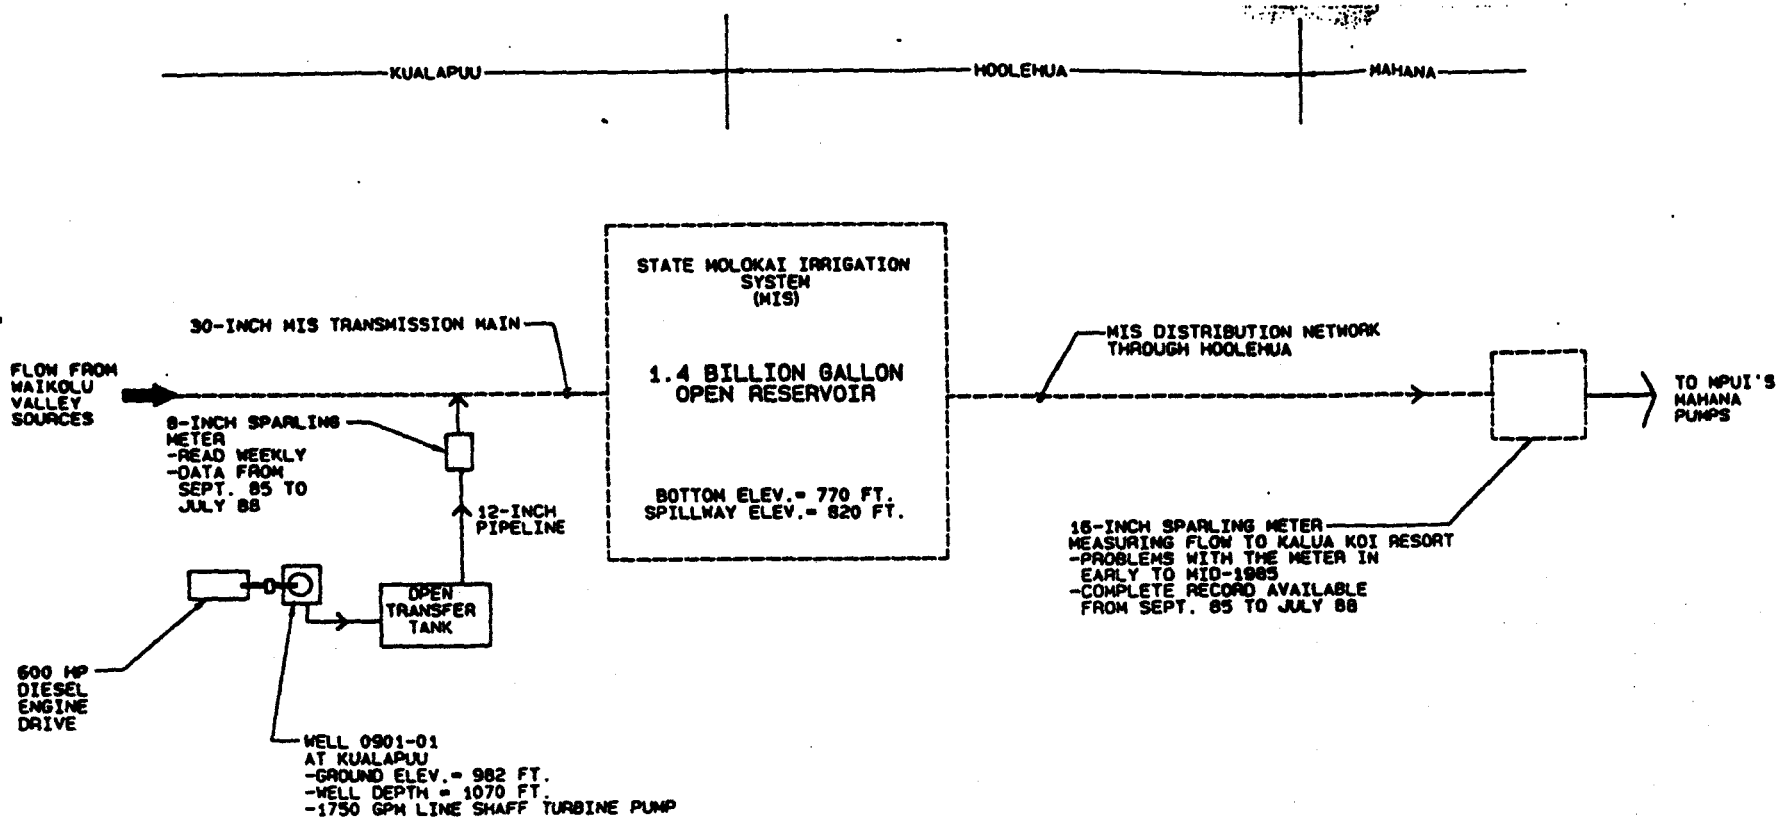 KUALAPUU
HOOLEHUA
MAHANA
STATE MOLOKAI IRRIGATION
SYSTEM
(MIS)
1.4 BILLION GALLON
OPEN RESERVOIR
BOTTOM ELEV.= 770 FT.
SPILLWAY ELEV.= 820 FT.
30-INCH MIS TRANSMISSION MAIN
MIS DISTRIBUTION NETWORK
THROUGH HOOLEHUA
FLOW FROM
WAIKOLU
VALLEY
SOURCES
TO MPUI'S
MAHANA
PUMPS
8-INCH SPARLING
METER
-READ WEEKLY
-DATA FROM
SEPT. 85 TO
JULY 88
12-INCH
PIPELINE
16-INCH SPARLING METER
MEASURING FLOW TO KALUA KOI RESORT
-PROBLEMS WITH THE METER IN
EARLY TO MID-1985
-COMPLETE RECORD AVAILABLE
FROM SEPT. 85 TO JULY 88
OPEN
TRANSFER
TANK
600 HP
DIESEL
ENGINE
DRIVE
WELL 0901-01
AT KUALAPUU
-GROUND ELEV.= 982 FT.
-WELL DEPTH = 1070 FT.
-1750 GPM LINE SHAFF TURBINE PUMP